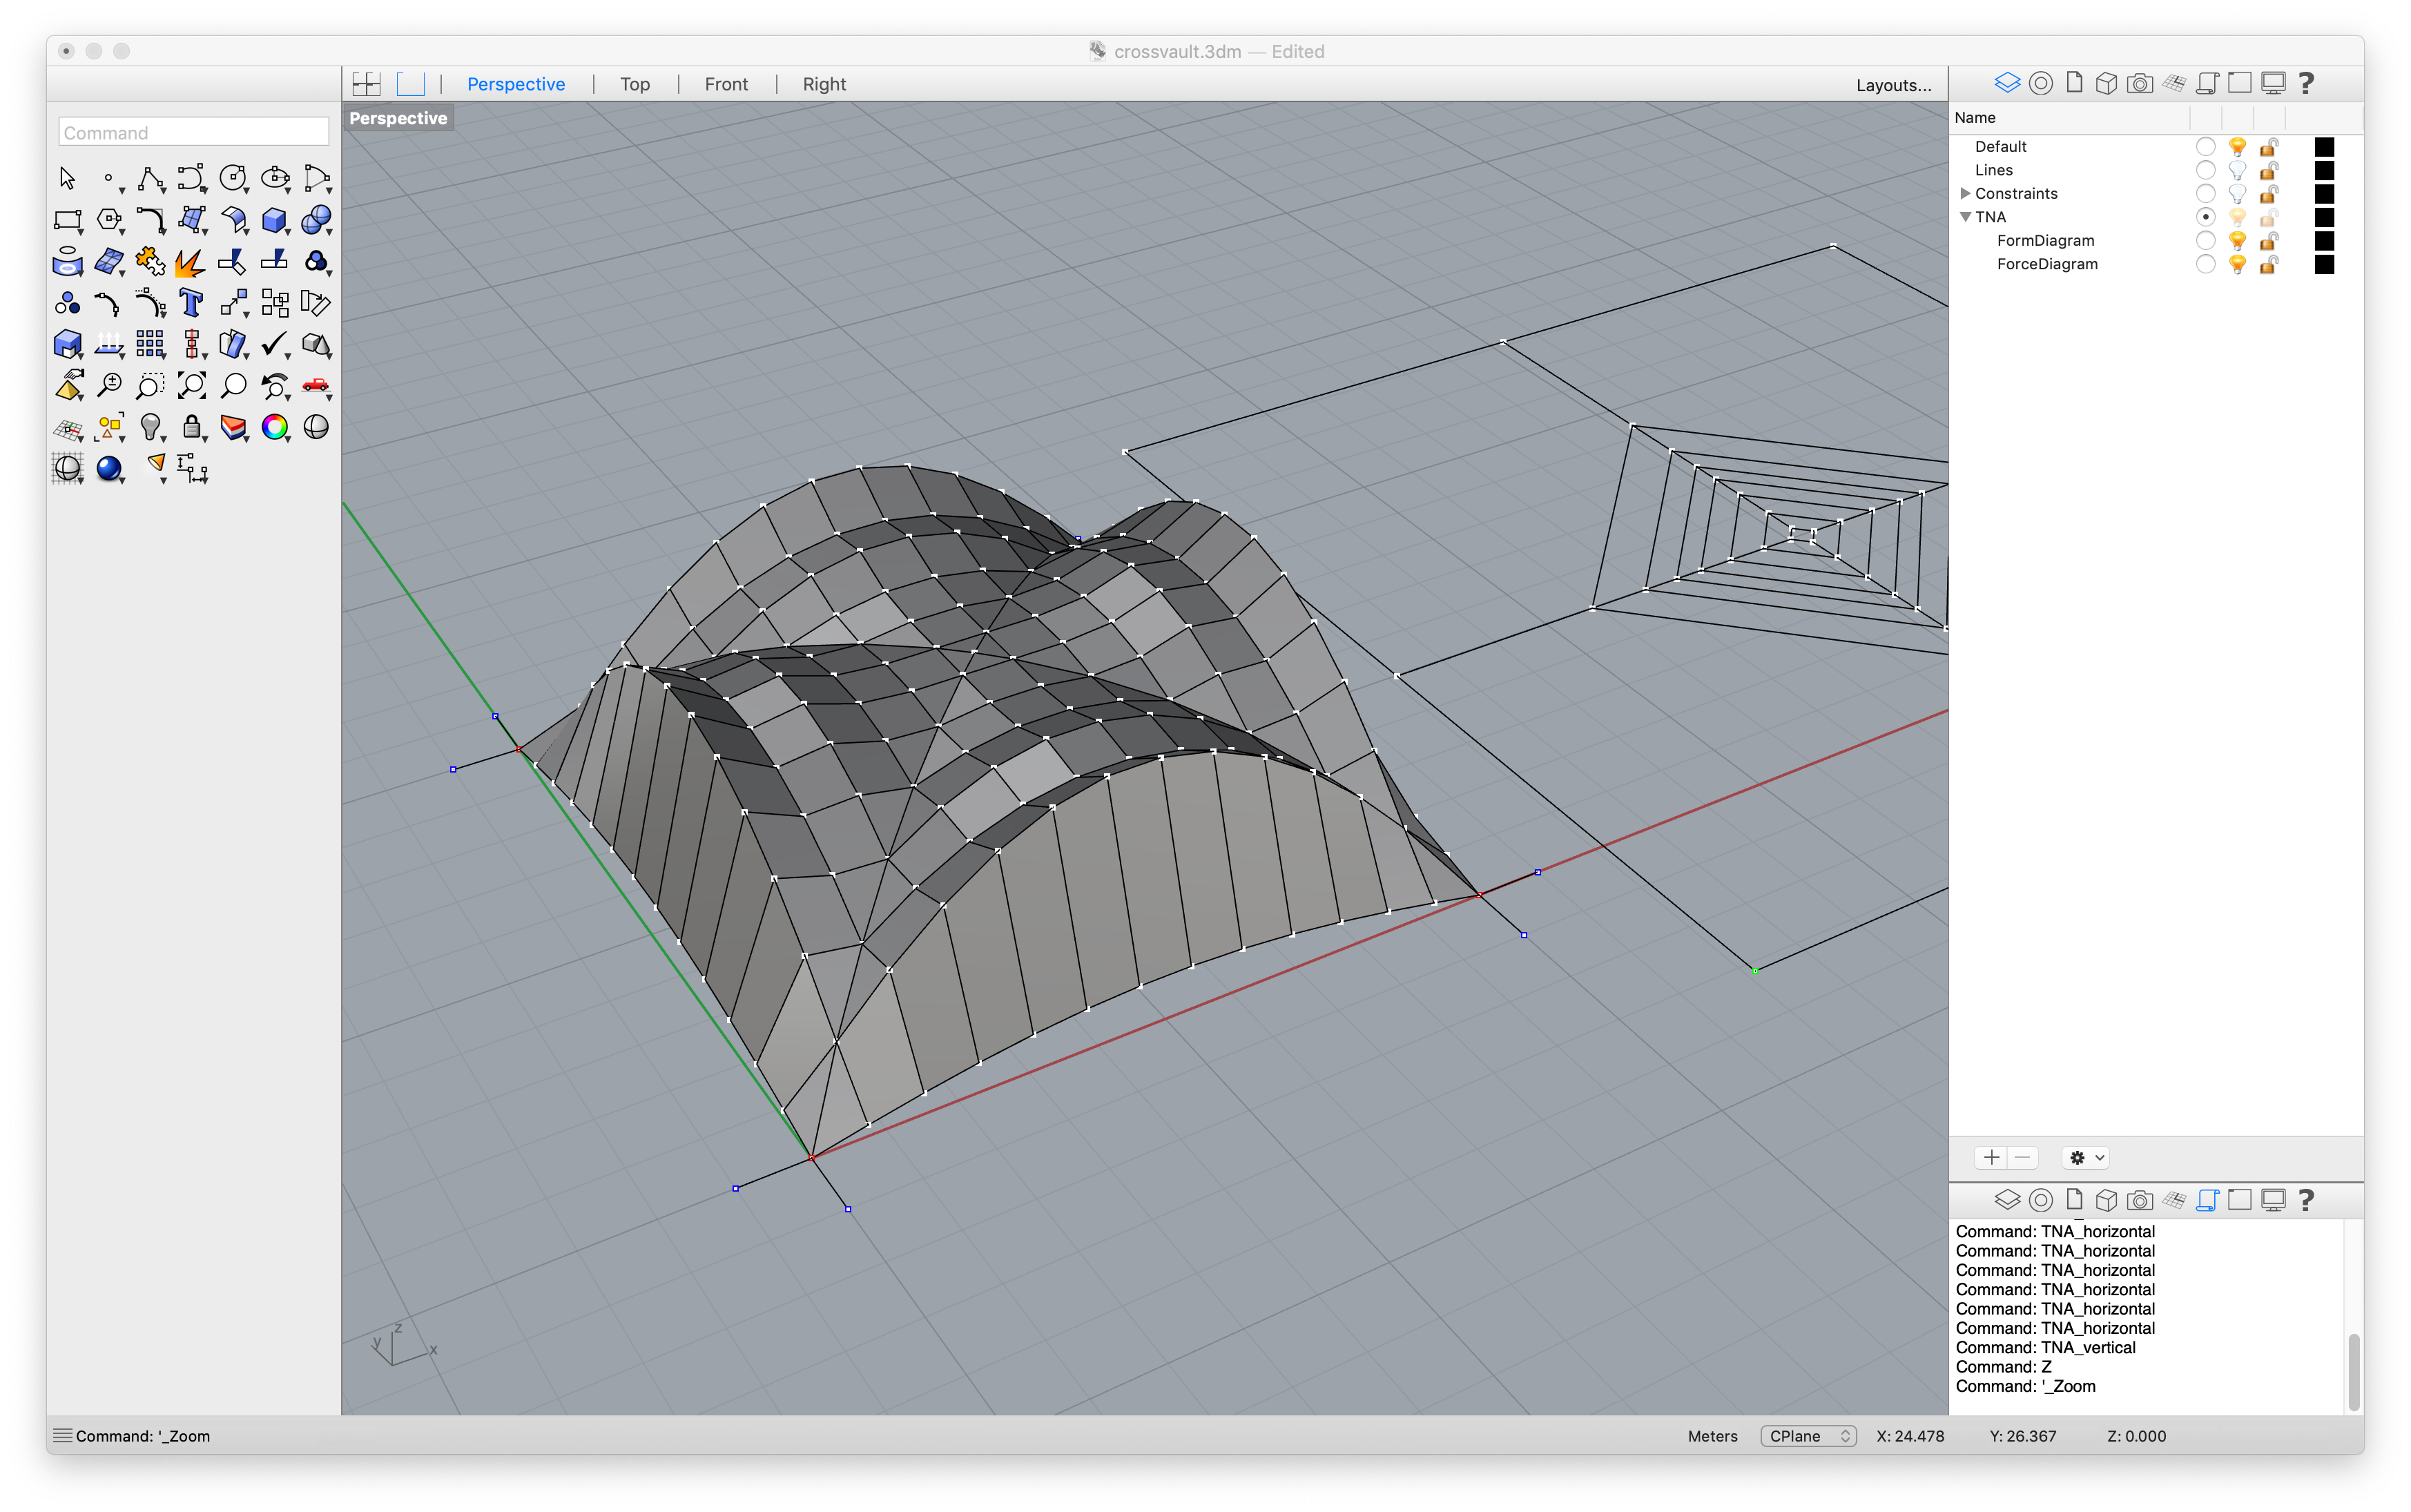 crossvault.3dm — Edited
Perspective | Top | Front | Right
Layouts...
Command
Perspective
Name
Default
Lines
Constraints
TNA
FormDiagram
ForceDiagram
z
y
x
Command: TNA_horizontal
Command: TNA_horizontal
Command: TNA_horizontal
Command: TNA_horizontal
Command: TNA_horizontal
Command: TNA_horizontal
Command: TNA_vertical
Command: Z
Command: '_Zoom
Command: '_Zoom
Meters
CPlane
X: 24.478
Y: 26.367
Z: 0.000